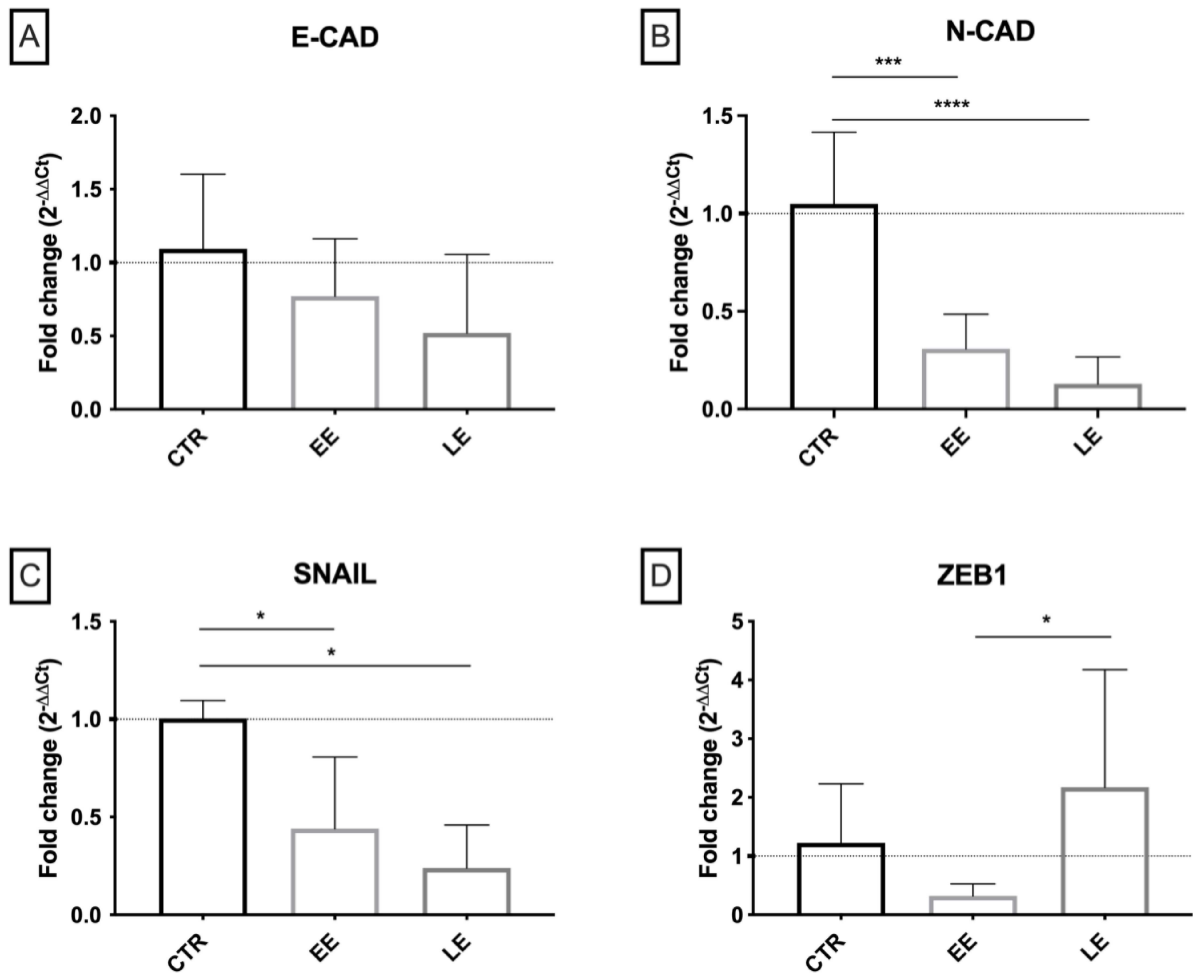 A
E-CAD
Fold change (2-ΔΔCt)
2.0
1.5
1.0
0.5
0.0
CTR
EE
LE
B
N-CAD
***
****
Fold change (2-ΔΔCt)
1.5
1.0
0.5
0.0
CTR
EE
LE
C
SNAIL
*
*
Fold change (2-ΔΔCt)
1.5
1.0
0.5
0.0
CTR
EE
LE
D
ZEB1
*
Fold change (2-ΔΔCt)
5
4
3
2
1
0
CTR
EE
LE